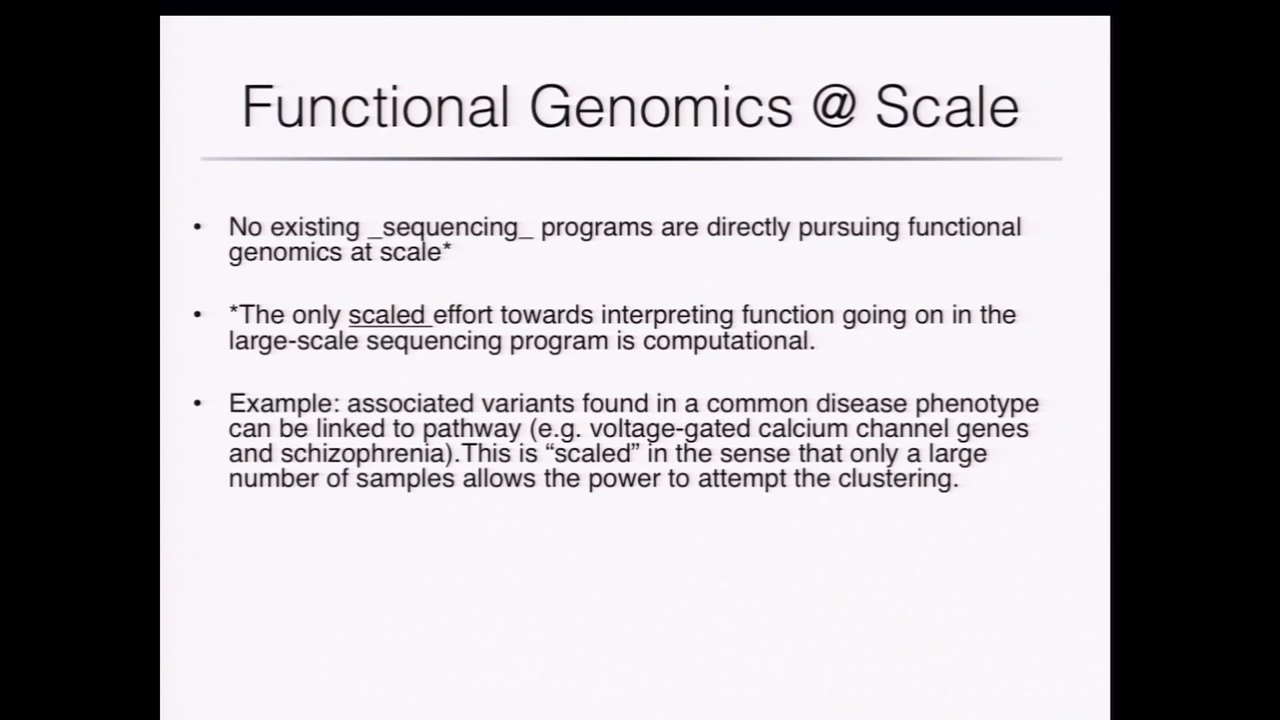 Functional Genomics @ Scale
• No existing _sequencing_ programs are directly pursuing functional
genomics at scale*
• *The only scaled effort towards interpreting function going on in the
large-scale sequencing program is computational.
• Example: associated variants found in a common disease phenotype
can be linked to pathway (e.g. voltage-gated calcium channel genes
and schizophrenia).This is “scaled” in the sense that only a large
number of samples allows the power to attempt the clustering.